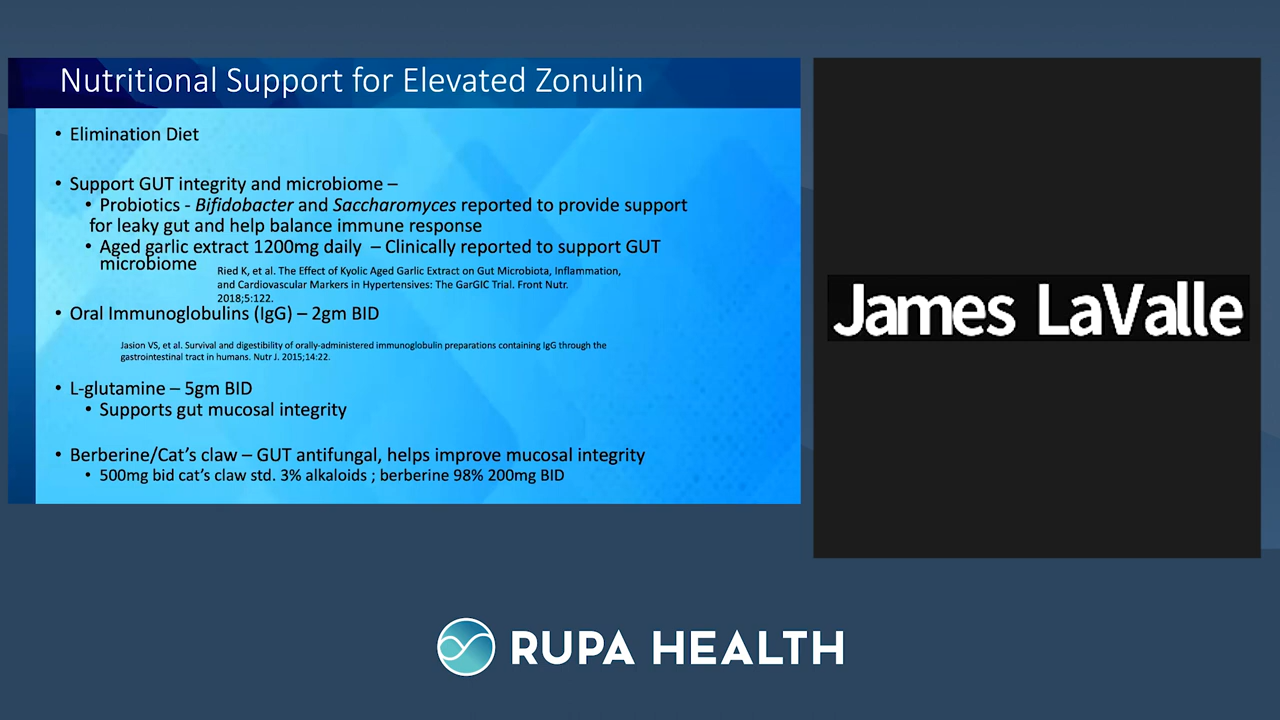 Nutritional Support for Elevated Zonulin
• Elimination Diet
• Support GUT integrity and microbiome –
• Probiotics - Bifidobacter and Saccharomyces reported to provide support
for leaky gut and help balance immune response
• Aged garlic extract 1200mg daily – Clinically reported to support GUT
microbiome
Ried K, et al. The Effect of Kyolic Aged Garlic Extract on Gut Microbiota, Inflammation,
and Cardiovascular Markers in Hypertensives: The GarGIC Trial. Front Nutr.
2018;5:122.
• Oral Immunoglobulins (IgG) – 2gm BID
Jasion VS, et al. Survival and digestibility of orally-administered immunoglobulin preparations containing IgG through the
gastrointestinal tract in humans. Nutr J. 2015;14:22.
• L-glutamine – 5gm BID
• Supports gut mucosal integrity
• Berberine/Cat’s claw – GUT antifungal, helps improve mucosal integrity
• 500mg bid cat’s claw std. 3% alkaloids ; berberine 98% 200mg BID
James LaValle
RUPA HEALTH